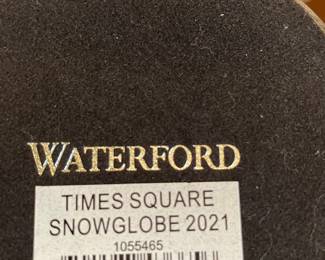 WATERFORD
TIMES SQUARE
SNOWGLOBE 2021
1055465